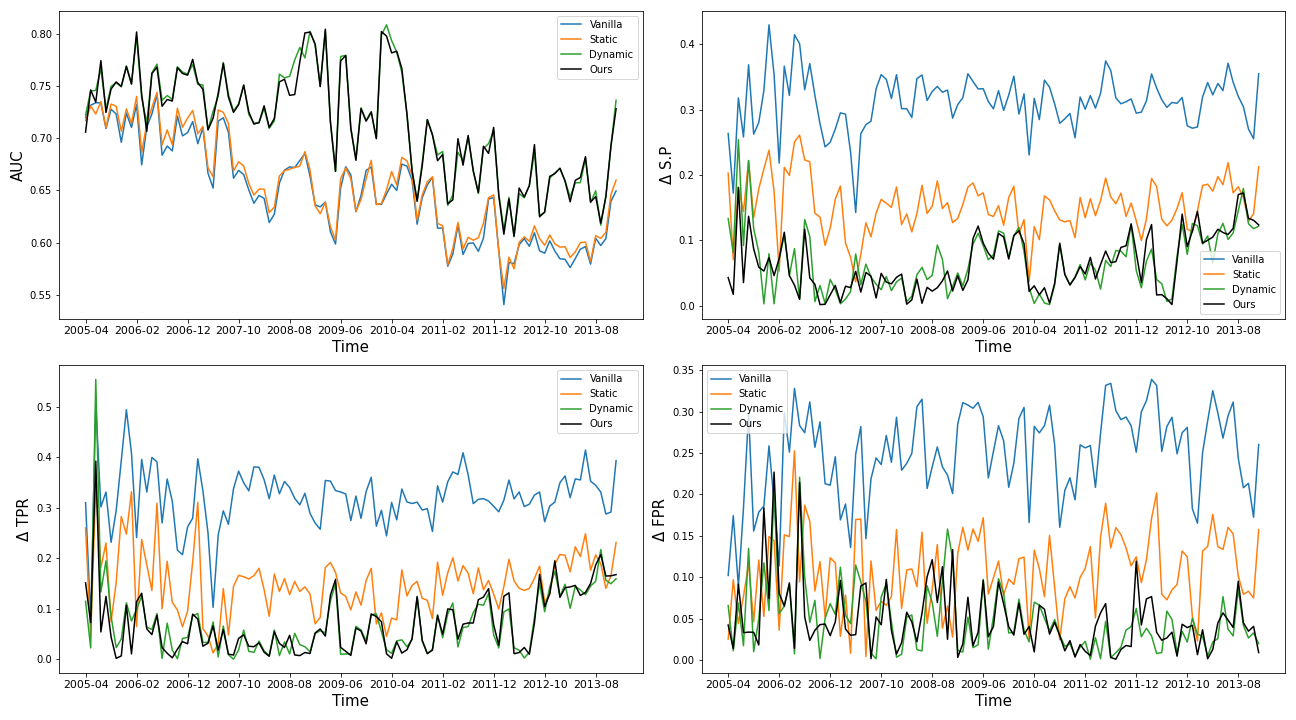 AUC
0.80
0.75
0.70
0.65
0.60
0.55
Vanilla
Static
Dynamic
Ours
2005-04 2006-02 2006-12 2007-10 2008-08 2009-06 2010-04 2011-02 2011-12 2012-10 2013-08
Time
Δ S.P
0.4
0.3
0.2
0.1
0.0
Vanilla
Static
Dynamic
Ours
2005-04 2006-02 2006-12 2007-10 2008-08 2009-06 2010-04 2011-02 2011-12 2012-10 2013-08
Time
Δ TPR
0.5
0.4
0.3
0.2
0.1
0.0
Vanilla
Static
Dynamic
Ours
2005-04 2006-02 2006-12 2007-10 2008-08 2009-06 2010-04 2011-02 2011-12 2012-10 2013-08
Time
Δ FPR
0.35
0.30
0.25
0.20
0.15
0.10
0.05
0.00
Vanilla
Static
Dynamic
Ours
2005-04 2006-02 2006-12 2007-10 2008-08 2009-06 2010-04 2011-02 2011-12 2012-10 2013-08
Time